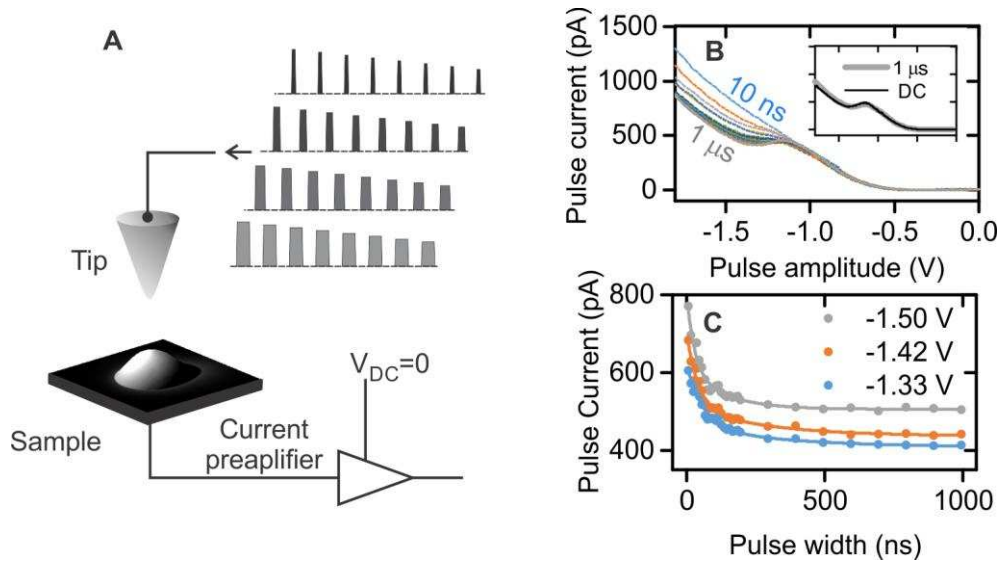 A
Tip
Sample
Current
preaplifier
V_DC=0
B
Pulse current (pA)
1500
1000
500
0
10 ns
1 μs
1 μs
DC
-1.5
-1.0
-0.5
0.0
Pulse amplitude (V)
C
Pulse Current (pA)
800
600
400
-1.50 V
-1.42 V
-1.33 V
0
500
1000
Pulse width (ns)